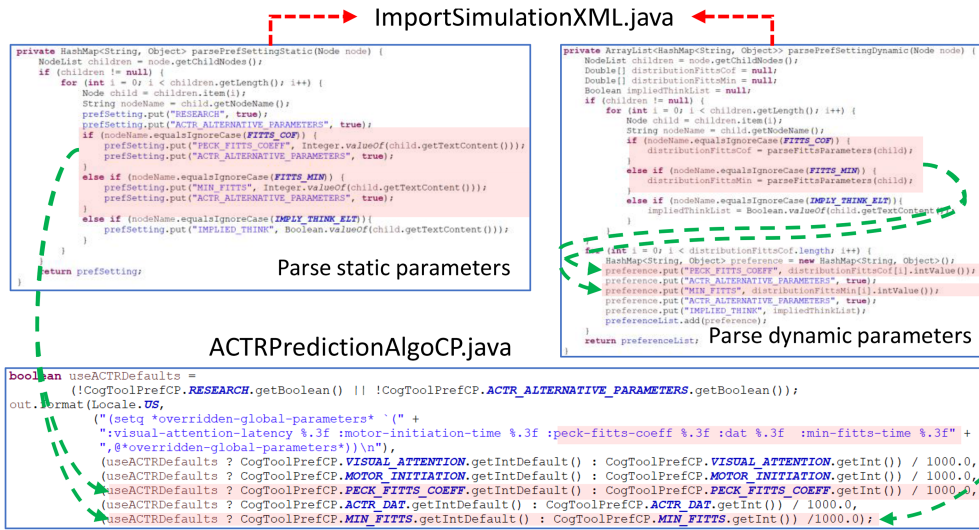 ImportSimulationXML.java
private HashMap<String, Object> parsePrefSettingStatic(Node node) {
NodeList children = node.getChildNodes();
if (children != null) {
for (int i = 0; i < children.getLength(); i++) {
Node child = children.item(i);
String nodeName = child.getNodeName();
prefSetting.put("RESEARCH", true);
prefSetting.put("ACTR_ALTERNATIVE_PARAMETERS", true);
if (nodeName.equalsIgnoreCase(FITTS_COF)) {
prefSetting.put("PECK_FITTS_COEFF", Integer.valueOf(child.getTextContent()));
prefSetting.put("ACTR_ALTERNATIVE_PARAMETERS", true);
}
else if (nodeName.equalsIgnoreCase(FITTS_MIN)) {
prefSetting.put("MIN_FITTS", Integer.valueOf(child.getTextContent()));
prefSetting.put("ACTR_ALTERNATIVE_PARAMETERS", true);
}
else if (nodeName.equalsIgnoreCase(IMPLY_THINK_ELT)){
prefSetting.put("IMPLIED_THINK", Boolean.valueOf(child.getTextContent()));
}
}
}
return prefSetting;
}
Parse static parameters
private ArrayList<HashMap<String, Object>> parsePrefSettingDynamic(Node node) {
NodeList children = node.getChildNodes();
Double[] distributionFittsCof = null;
Double[] distributionFittsMin = null;
Boolean impliedThinkList = null;
if (children != null) {
for (int i = 0; i < children.getLength(); i++) {
Node child = children.item(i);
String nodeName = child.getNodeName();
if (nodeName.equalsIgnoreCase(FITTS_COF)) {
distributionFittsCof = parseFittsParameters(child);
}
else if (nodeName.equalsIgnoreCase(FITTS_MIN)) {
distributionFittsMin = parseFittsParameters(child);
}
else if (nodeName.equalsIgnoreCase(IMPLY_THINK_ELT)){
impliedThinkList = Boolean.valueOf(child.getTextContent());
}
}
for (int i = 0; i < distributionFittsCof.length; i++) {
HashMap<String, Object> preference = new HashMap<String, Object>();
preference.put("PECK_FITTS_COEFF", distributionFittsCof[i].intValue());
preference.put("ACTR_ALTERNATIVE_PARAMETERS", true);
preference.put("MIN_FITTS", distributionFittsMin[i].intValue());
preference.put("ACTR_ALTERNATIVE_PARAMETERS", true);
preference.put("IMPLIED_THINK", impliedThinkList);
preferenceList.add(preference);
}
return preferenceList;
}
Parse dynamic parameters
ACTRPredictionAlgoCP.java
boolean useACTRDefaults =
(!CogToolPrefCP.RESEARCH.getBoolean() || !CogToolPrefCP.ACTR_ALTERNATIVE_PARAMETERS.getBoolean());
out.format(Locale.US,
("(setq *overridden-global-parameters* `(" +
":visual-attention-latency %.3f :motor-initiation-time %.3f :peck-fitts-coeff %.3f :dat %.3f :min-fitts-time %.3f" +
",@*overridden-global-parameters*))\n"),
(useACTRDefaults ? CogToolPrefCP.VISUAL_ATTENTION.getIntDefault() : CogToolPrefCP.VISUAL_ATTENTION.getInt()) / 1000.0,
(useACTRDefaults ? CogToolPrefCP.MOTOR_INITIATION.getIntDefault() : CogToolPrefCP.MOTOR_INITIATION.getInt()) / 1000.0,
(useACTRDefaults ? CogToolPrefCP.PECK_FITTS_COEFF.getIntDefault() : CogToolPrefCP.PECK_FITTS_COEFF.getInt()) / 1000.0,
(useACTRDefaults ? CogToolPrefCP.ACTR_DAT.getIntDefault() : CogToolPrefCP.ACTR_DAT.getInt()) / 1000.0,
(useACTRDefaults ? CogToolPrefCP.MIN_FITTS.getIntDefault() : CogToolPrefCP.MIN_FITTS.getInt()) /1000.0);